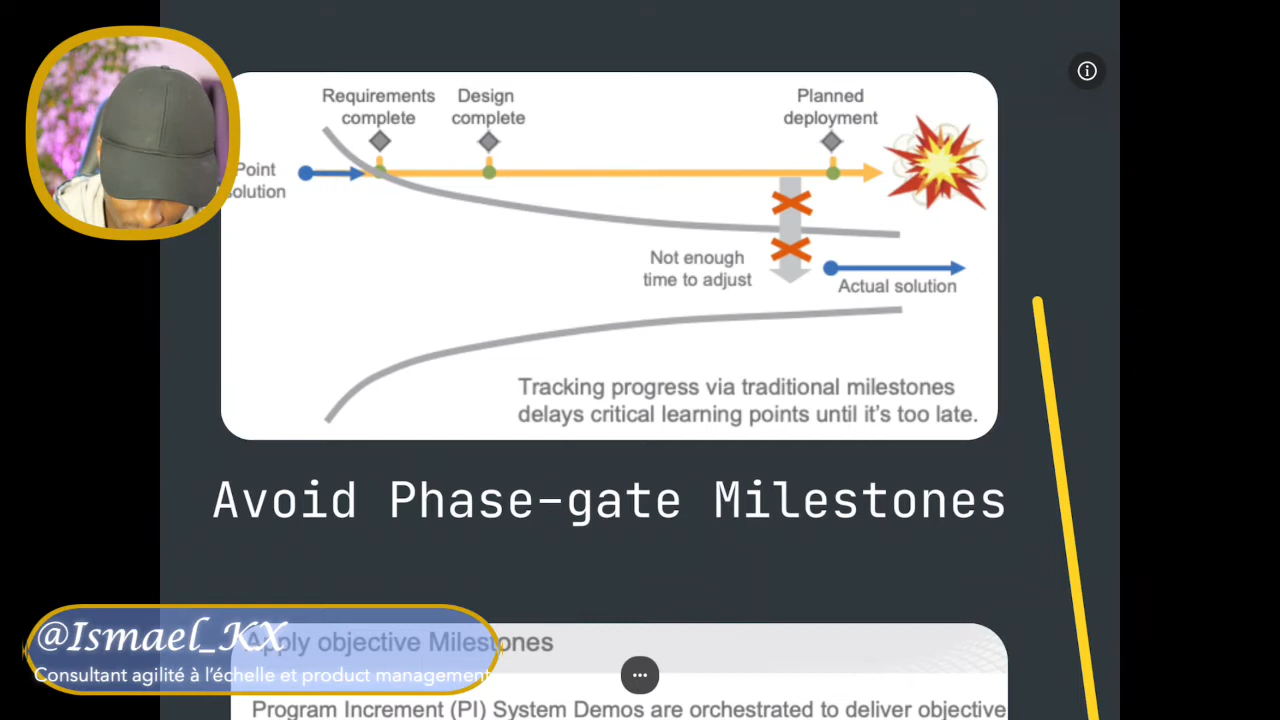 Requirements
complete
Design
complete
Planned
deployment
Point
solution
Not enough
time to adjust
Actual solution
Tracking progress via traditional milestones
delays critical learning points until it's too late.
Avoid Phase-gate Milestones
@Ismael_KX
Consultant agilité à l'échelle et product management
Apply objective Milestones
Program Increment (PI) System Demos are orchestrated to deliver objective